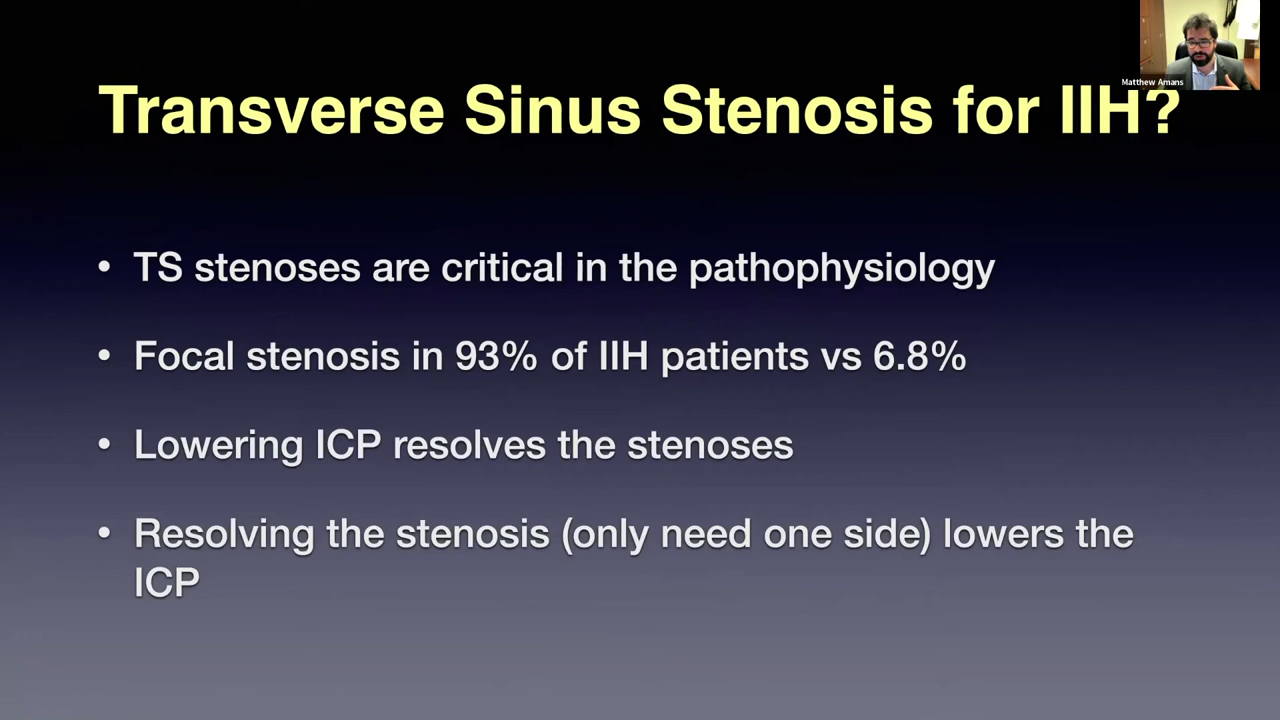 Matthew Amans
Transverse Sinus Stenosis for IIH?
• TS stenoses are critical in the pathophysiology
• Focal stenosis in 93% of IIH patients vs 6.8%
• Lowering ICP resolves the stenoses
• Resolving the stenosis (only need one side) lowers the
ICP